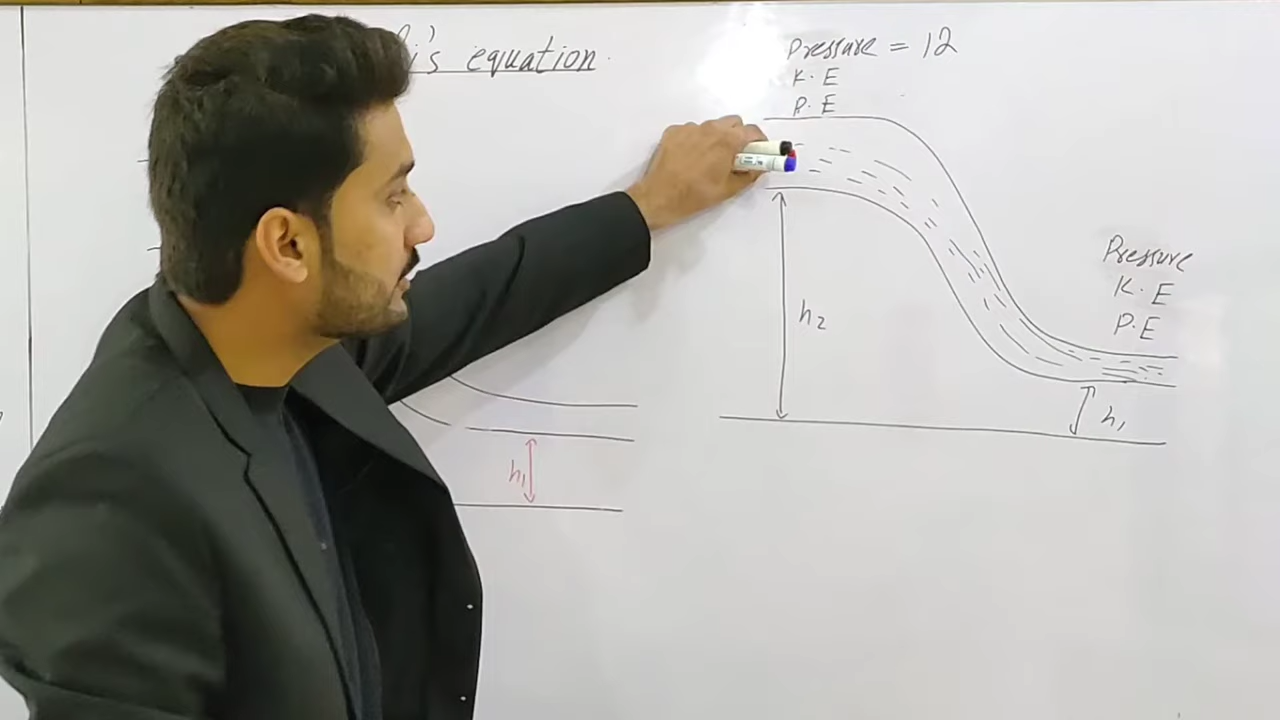 i's equation
Pressure = 12
K.E
P.E
h2
Pressure
K.E
P.E
h1
h1